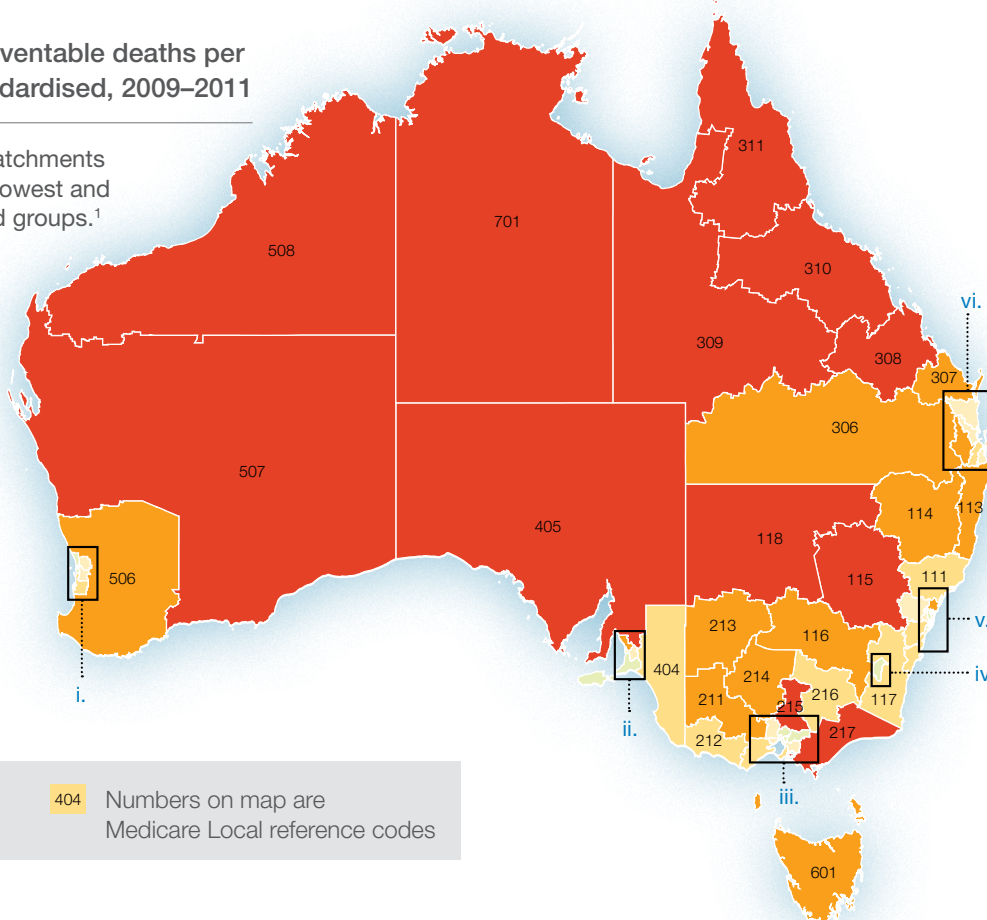 ventable deaths per
dardised, 2009–2011
atchments
owest and
d groups.1
311
701
508
310
vi.
309
308
307
306
507
405
114
113
118
506
115
111
v.
213
116
iv
404
214
i.
211
216
117
215
ii.
212
217
iii.
404 Numbers on map are
Medicare Local reference codes
601